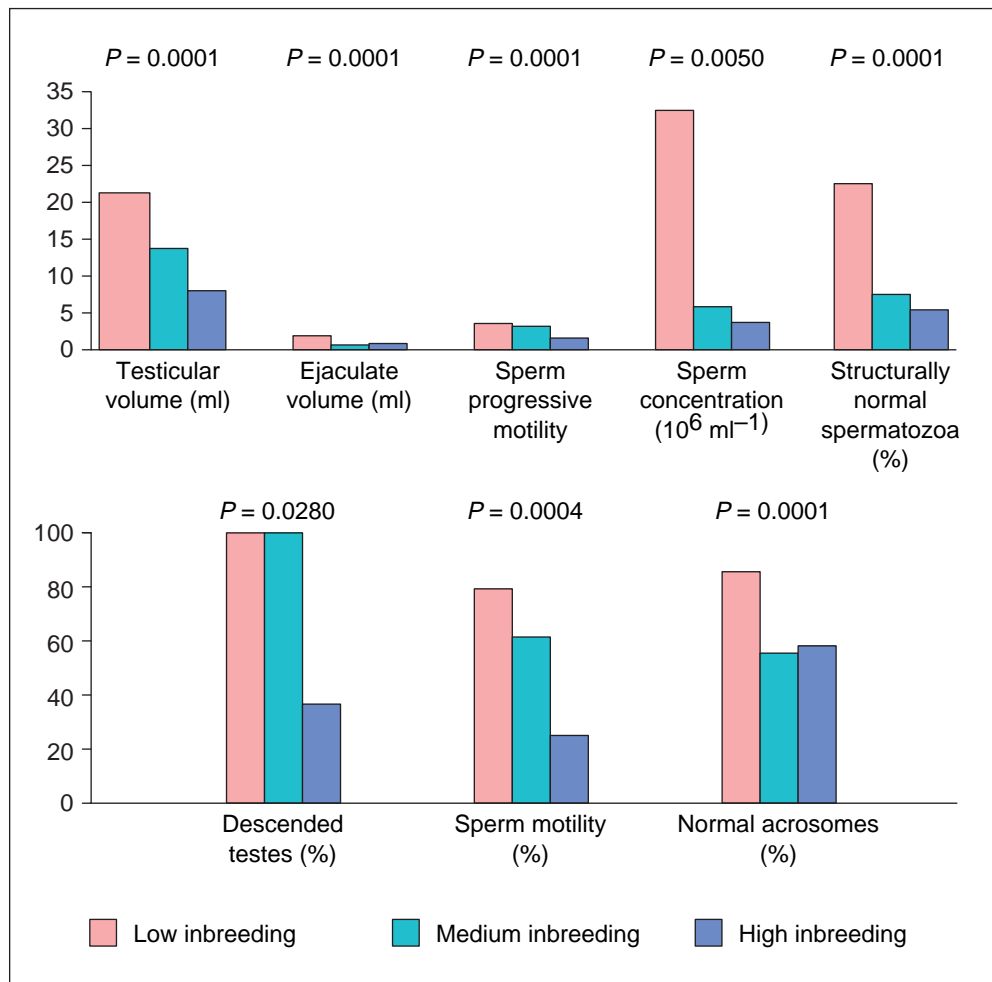 P = 0.0001 P = 0.0001 P = 0.0001 P = 0.0050 P = 0.0001
35
30
25
20
15
10
5
0
Testicular volume (ml)
Ejaculate volume (ml)
Sperm progressive motility
Sperm concentration (10⁶ ml⁻¹)
Structurally normal spermatozoa (%)
P = 0.0280 P = 0.0004 P = 0.0001
100
80
60
40
20
0
Descended testes (%)
Sperm motility (%)
Normal acrosomes (%)
Low inbreeding Medium inbreeding High inbreeding